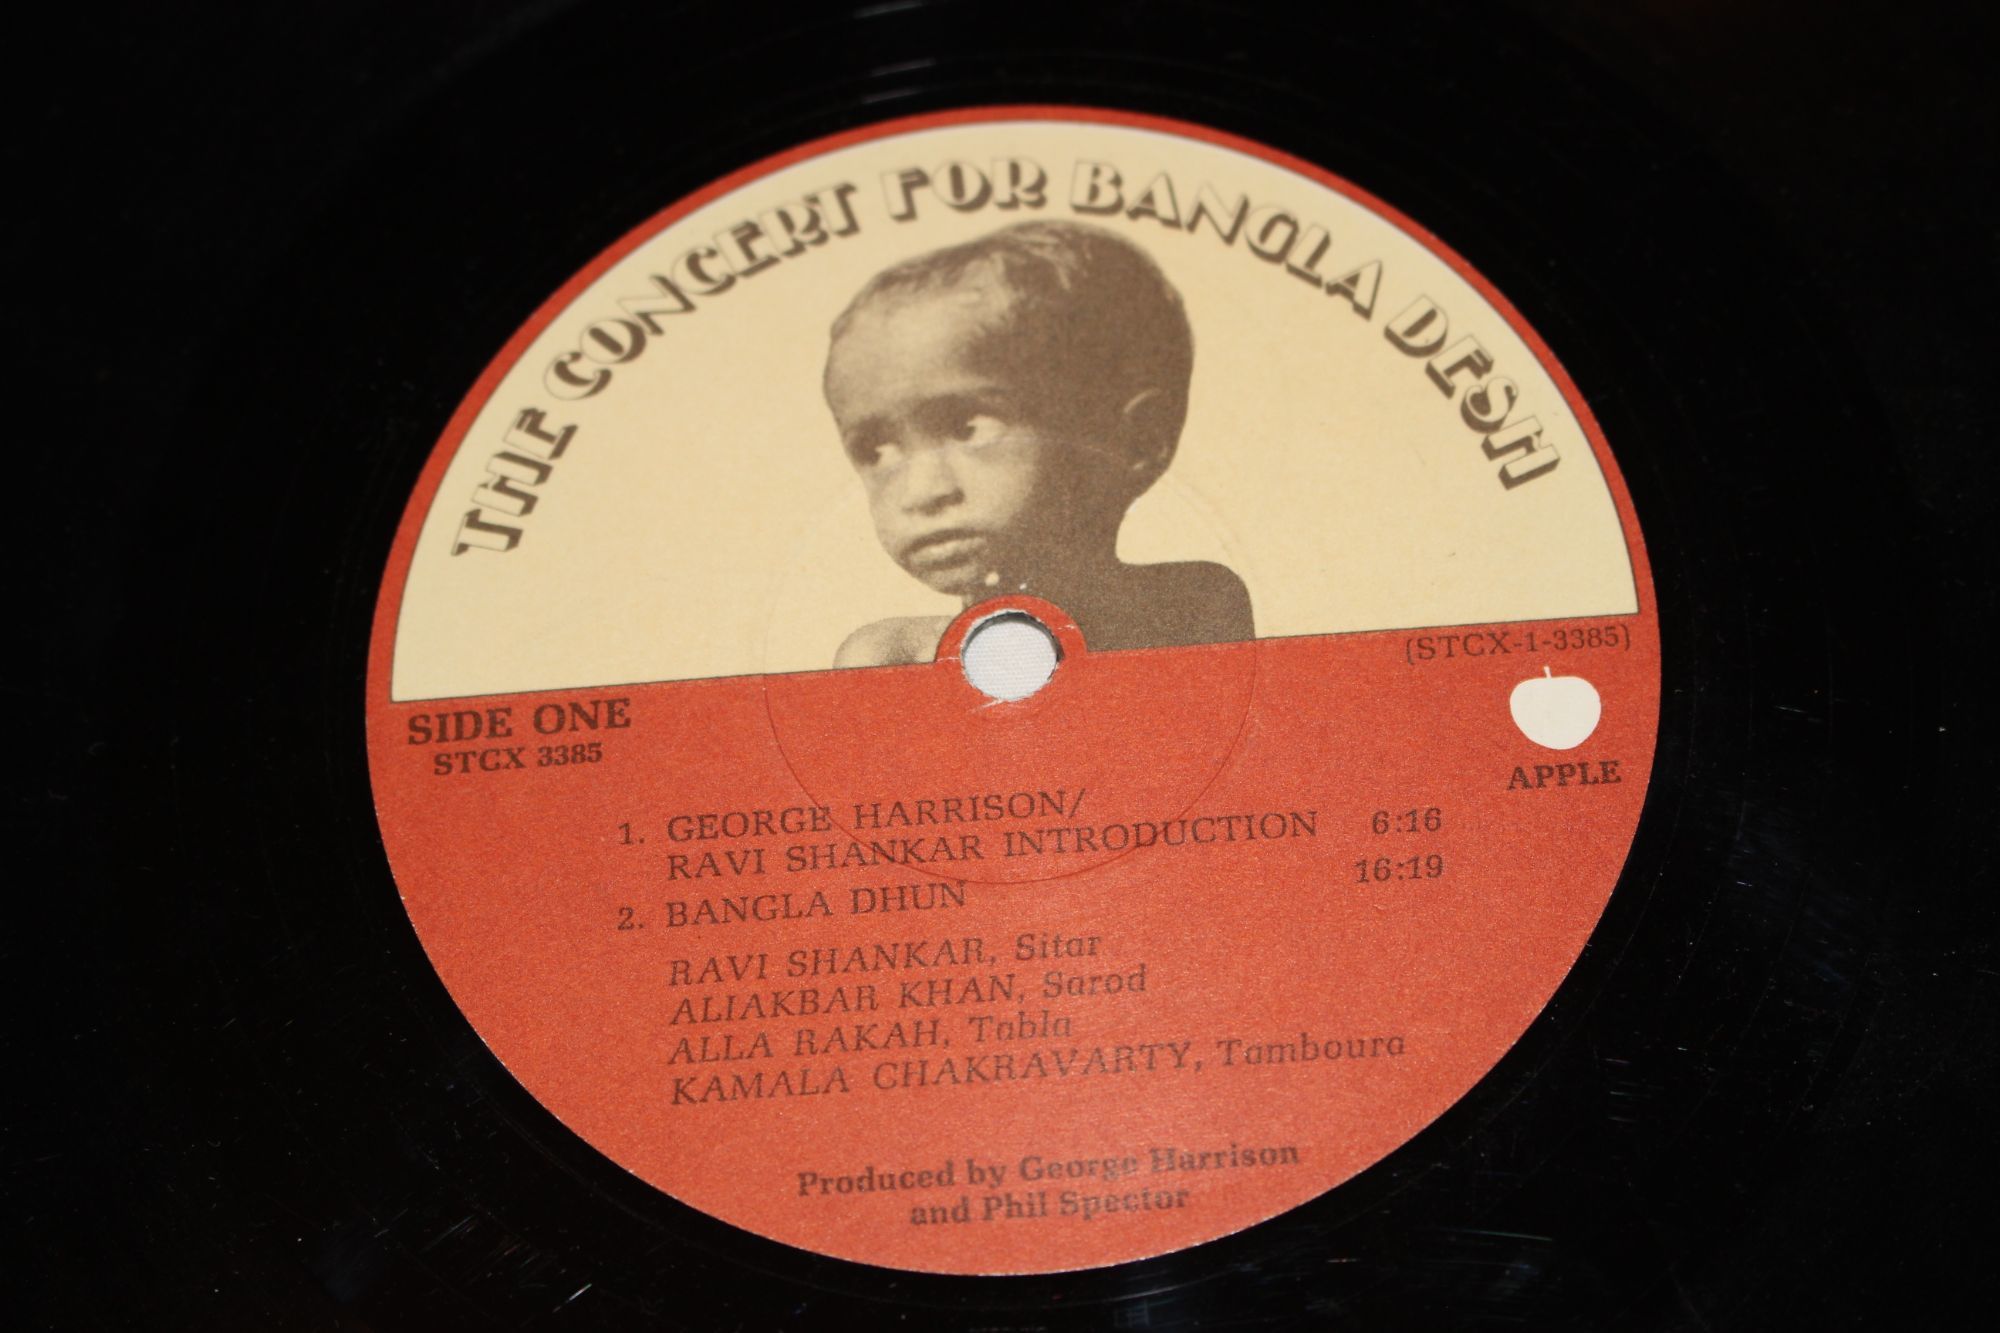 THE CONCERT FOR BANGLA DESH
(STCX-1-3385)
SIDE ONE
STCX 3385
APPLE
1. GEORGE HARRISON/
RAVI SHANKAR INTRODUCTION 6:16
2. BANGLA DHUN 16:19
RAVI SHANKAR, Sitar
ALIAKBAR KHAN, Sarod
ALLA RAKAH, Tabla
KAMALA CHAKRAVARTY, Tamboura
Produced by George Harrison
and Phil Spector